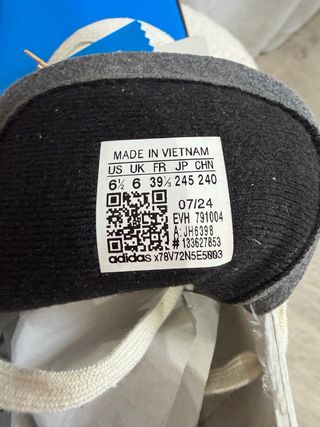 MADE IN VIETNAM
US UK FR JP CHN
6½ 6 39⅓ 245 240
07/24
EVH 791004
A: JH6398
# 133627853
adidas x78V72N5E5803